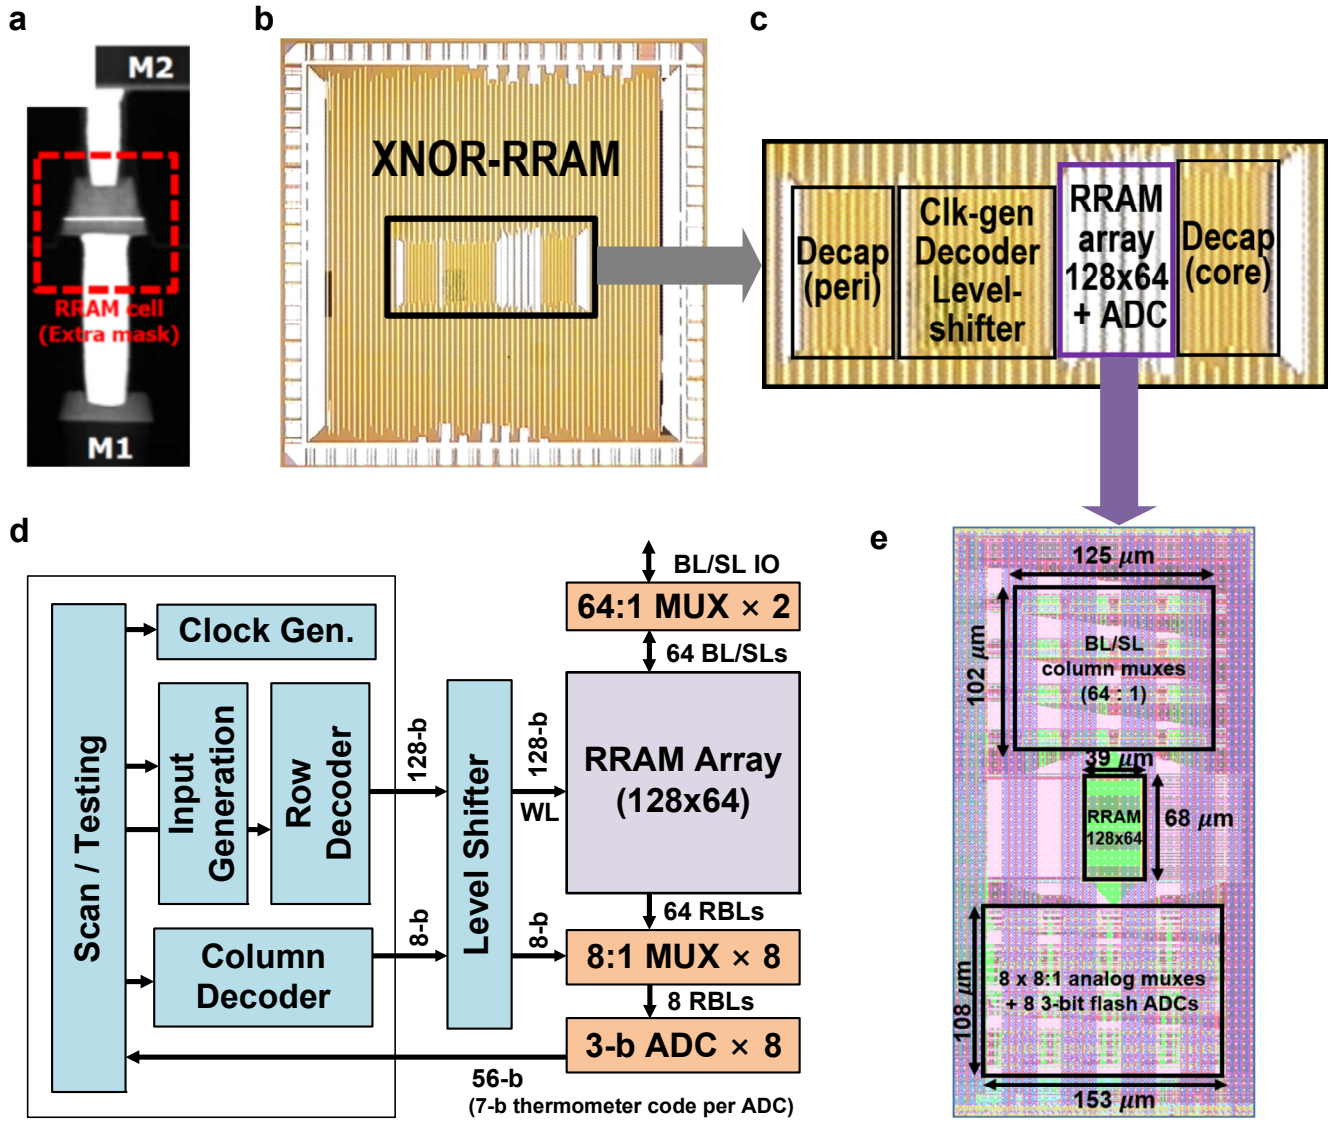 a
M2
RRAM cell
(Extra mask)
M1
b
XNOR-RRAM
c
Decap
(peri)
Clk-gen
Decoder
Level-
shifter
RRAM
array
128x64
+ ADC
Decap
(core)
d
Scan / Testing
Clock Gen.
Input
Generation
Row
Decoder
Column
Decoder
128-b
8-b
Level Shifter
128-b
WL
8-b
BL/SL IO
64:1 MUX × 2
64 BL/SLs
RRAM Array
(128x64)
64 RBLs
8:1 MUX × 8
8 RBLs
3-b ADC × 8
56-b
(7-b thermometer code per ADC)
e
125 μm
102 μm
BL/SL
column muxes
(64 : 1)
39 μm
RRAM
128x64
68 μm
108 μm
8 x 8:1 analog muxes
+ 8 3-bit flash ADCs
153 μm